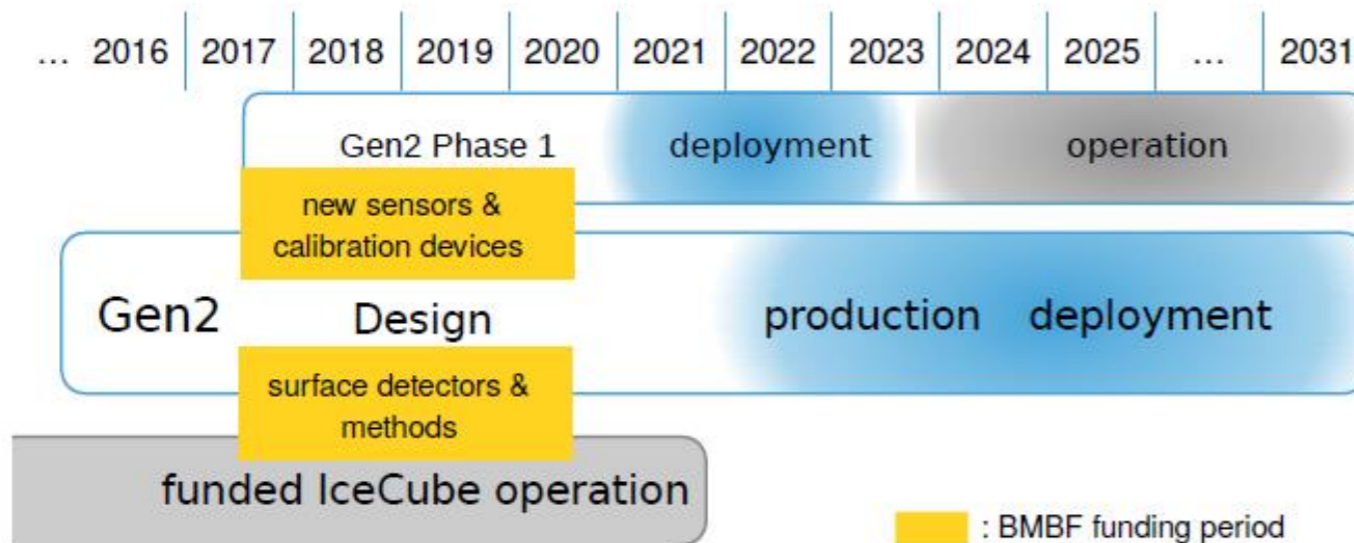 ... 2016 2017 2018 2019 2020 2021 2022 2023 2024 2025 ... 2031
Gen2 Phase 1 deployment operation
new sensors &
calibration devices
Gen2 Design production deployment
surface detectors &
methods
funded IceCube operation
: BMBF funding period